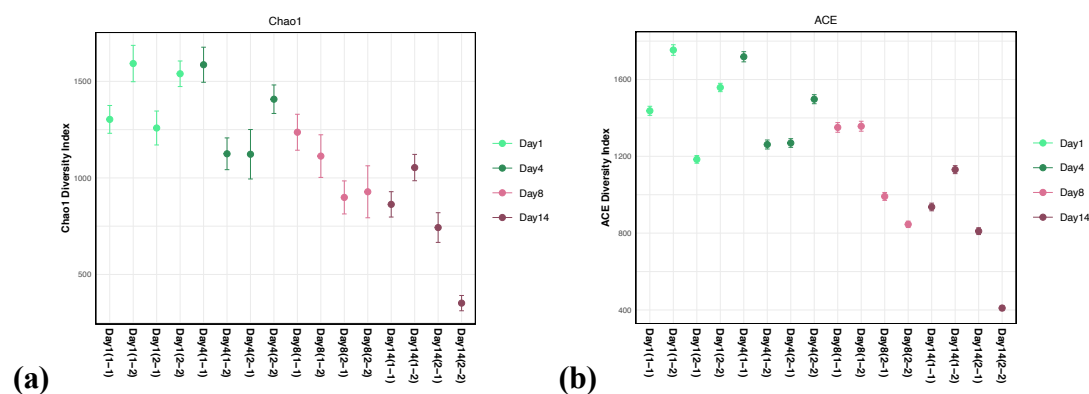 Chao1
Chao1 Diversity Index
1500
1000
500
Day1(1−1)
Day1(1−2)
Day1(2−1)
Day1(2−2)
Day4(1−1)
Day4(1−2)
Day4(2−1)
Day4(2−2)
Day8(1−1)
Day8(1−2)
Day8(2−1)
Day8(2−2)
Day14(1−1)
Day14(1−2)
Day14(2−1)
Day14(2−2)
Day1
Day4
Day8
Day14
(a)
ACE
ACE Diversity Index
1600
1200
800
400
Day1(1−1)
Day1(1−2)
Day1(2−1)
Day1(2−2)
Day4(1−1)
Day4(1−2)
Day4(2−1)
Day4(2−2)
Day8(1−1)
Day8(1−2)
Day8(2−1)
Day8(2−2)
Day14(1−1)
Day14(1−2)
Day14(2−1)
Day14(2−2)
Day1
Day4
Day8
Day14
(b)